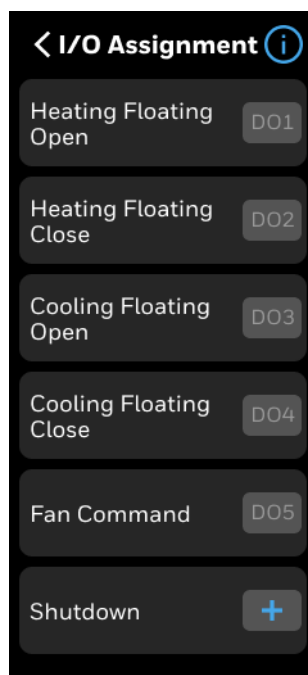 I/O Assignment i
Heating Floating
Open
DO1
Heating Floating
Close
DO2
Cooling Floating
Open
DO3
Cooling Floating
Close
DO4
Fan Command DO5
Shutdown +